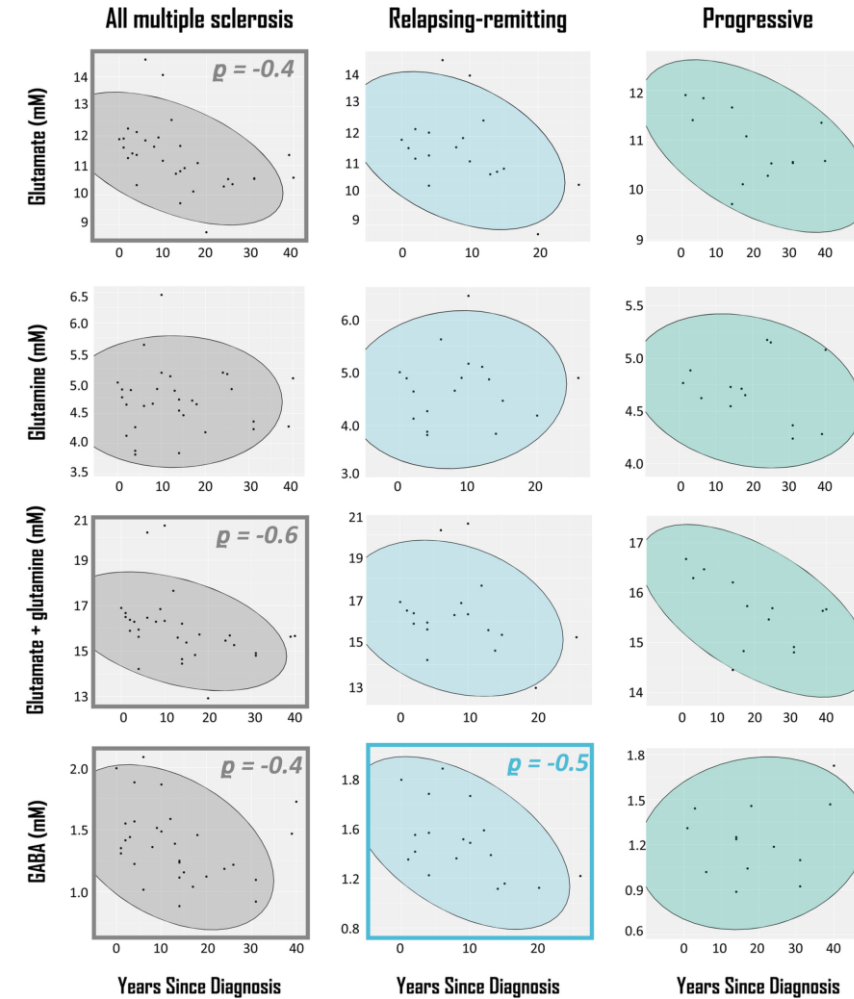 All multiple sclerosis Relapsing-remitting Progressive
Glutamate (mM)
14
13
12
11
10
9
ƍ = -0.4
0 10 20 30 40
14
13
12
11
10
9
0 10 20
12
11
10
9
0 10 20 30 40
Glutamine (mM)
6.5
6.0
5.5
5.0
4.5
4.0
3.5
0 10 20 30 40
6.0
5.0
4.0
3.0
0 10 20
5.5
5.0
4.5
4.0
0 10 20 30 40
Glutamate + glutamine (mM)
21
19
17
15
13
ƍ = -0.6
0 10 20 30 40
21
19
16
15
13
0 10 20
17
16
15
14
0 10 20 30 40
GABA (mM)
2.0
1.5
1.0
ƍ = -0.4
0 10 20 30 40
1.8
1.6
1.2
0.8
ƍ = -0.5
0 10 20
1.8
1.5
1.2
0.9
0.6
0 10 20 30 40
Years Since Diagnosis Years Since Diagnosis Years Since Diagnosis